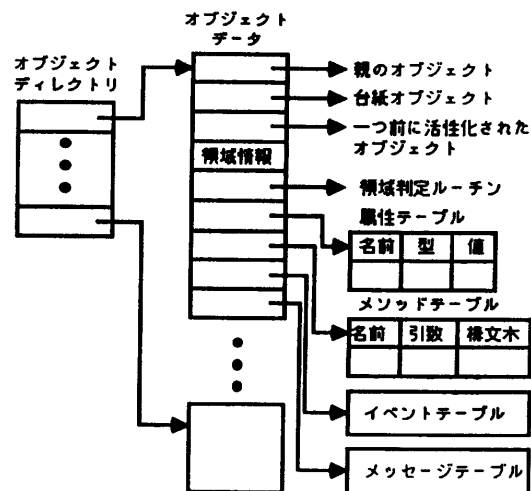 オブジェクト
ディレクトリ
オブジェクト
データ
領域情報
親のオブジェクト
台紙オブジェクト
一つ前に活性化された
オブジェクト
領域判定ルーチン
属性テーブル
名前 型 値
メソッドテーブル
名前 引数 構文木
イベントテーブル
メッセージテーブル